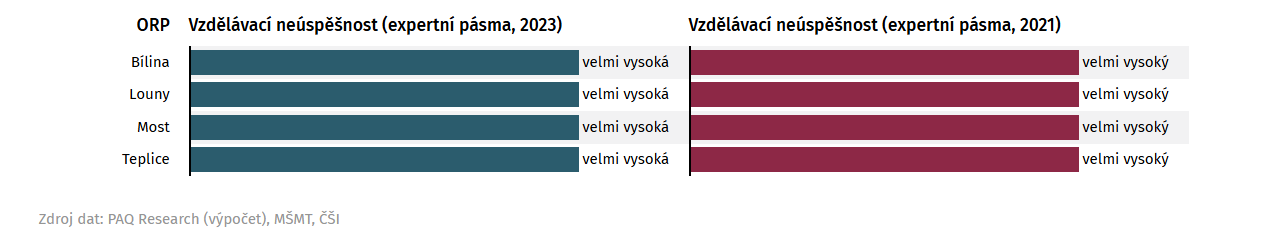 ORP Vzdělávací neúspěšnost (expertní pásma, 2023) Vzdělávací neúspěšnost (expertní pásma, 2021)
Bílina velmi vysoká velmi vysoký
Louny velmi vysoká velmi vysoký
Most velmi vysoká velmi vysoký
Teplice velmi vysoká velmi vysoký
Zdroj dat: PAQ Research (výpočet), MŠMT, ČŠI